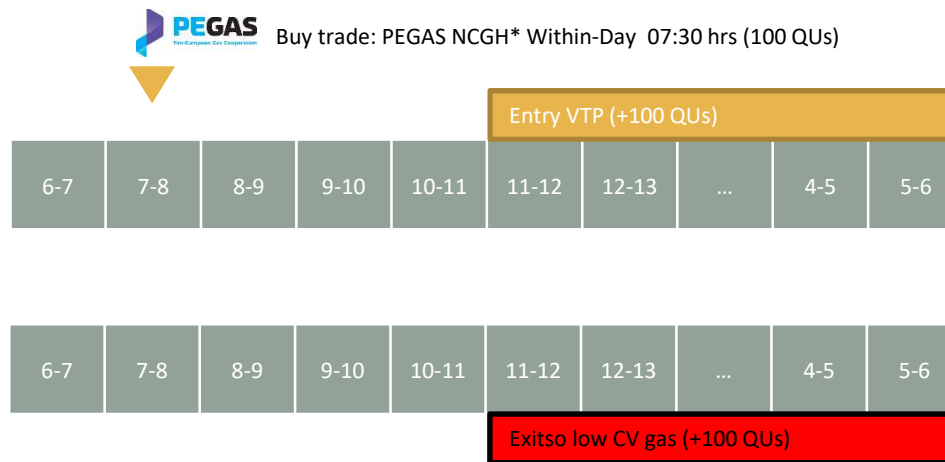 PEGAS
Pan-European Gas Cooperation
Buy trade: PEGAS NCGH* Within-Day 07:30 hrs (100 QUs)
Entry VTP (+100 QUs)
6-7 7-8 8-9 9-10 10-11 11-12 12-13 ... 4-5 5-6
6-7 7-8 8-9 9-10 10-11 11-12 12-13 ... 4-5 5-6
Exitso low CV gas (+100 QUs)